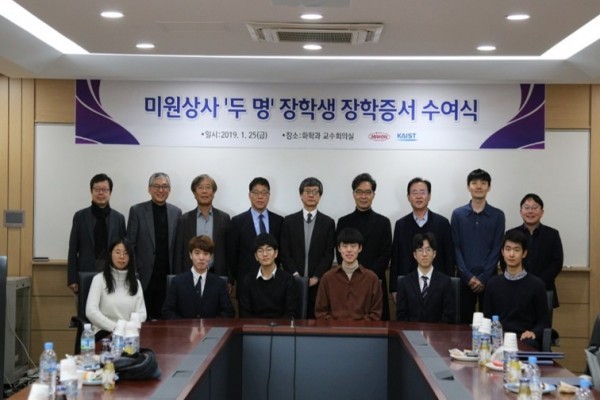 미원상사 '두 명' 장학생 장학증서 수여식
•일시:2019. 1, 25(금) •장소:화학과 교수회의실 MIWON KAIST